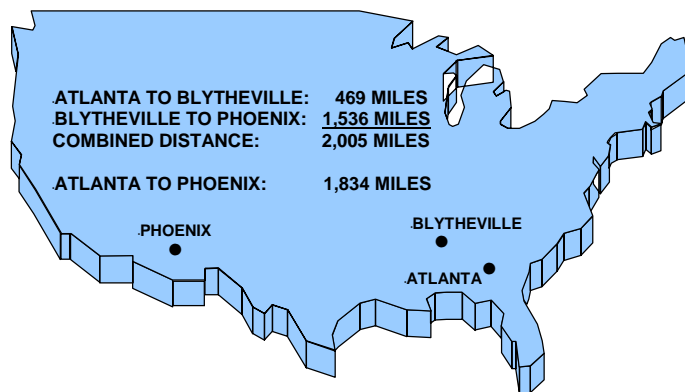 ATLANTA TO BLYTHEVILLE: 469 MILES
BLYTHEVILLE TO PHOENIX: 1,536 MILES
COMBINED DISTANCE: 2,005 MILES
ATLANTA TO PHOENIX: 1,834 MILES
PHOENIX
BLYTHEVILLE
ATLANTA